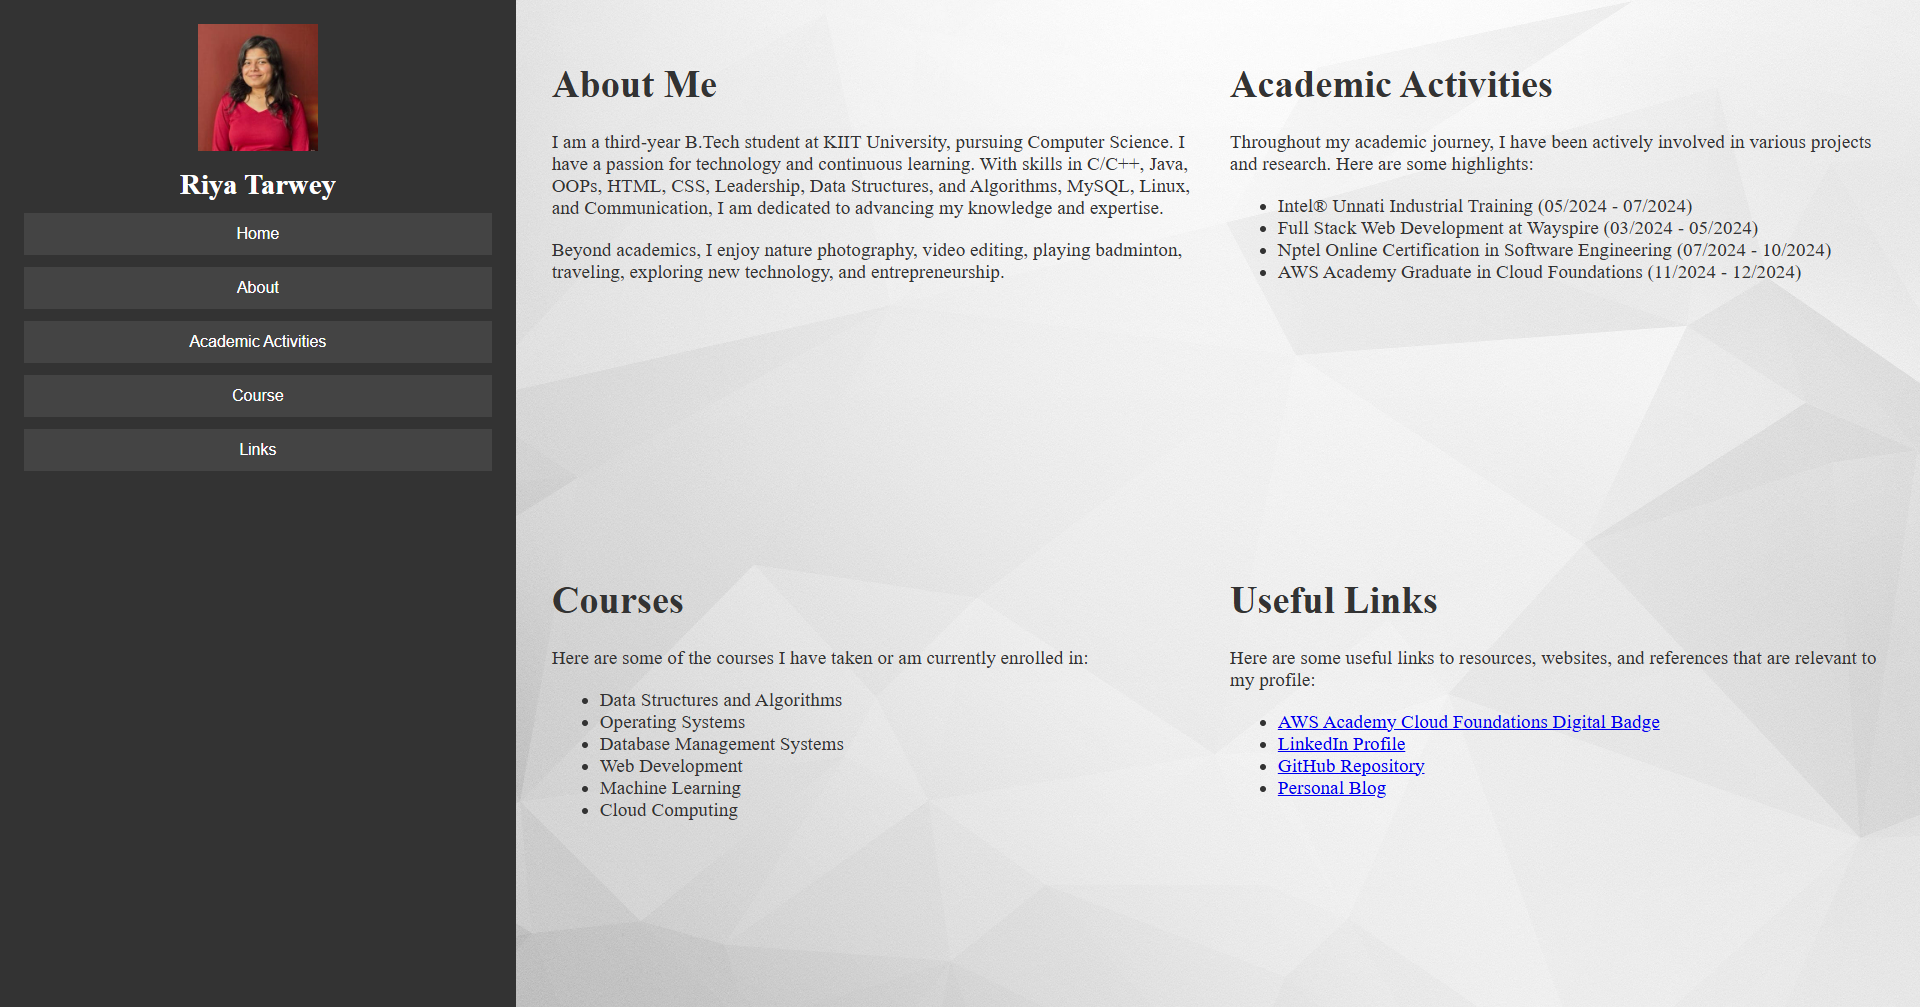 Riya Tarwey
Home
About
Academic Activities
Course
Links
About Me
I am a third-year B.Tech student at KIIT University, pursuing Computer Science. I
have a passion for technology and continuous learning. With skills in C/C++, Java,
OOPs, HTML, CSS, Leadership, Data Structures, and Algorithms, MySQL, Linux,
and Communication, I am dedicated to advancing my knowledge and expertise.
Beyond academics, I enjoy nature photography, video editing, playing badminton,
traveling, exploring new technology, and entrepreneurship.
Academic Activities
Throughout my academic journey, I have been actively involved in various projects
and research. Here are some highlights:
• Intel® Unnati Industrial Training (05/2024 - 07/2024)
• Full Stack Web Development at Wayspire (03/2024 - 05/2024)
• Nptel Online Certification in Software Engineering (07/2024 - 10/2024)
• AWS Academy Graduate in Cloud Foundations (11/2024 - 12/2024)
Courses
Here are some of the courses I have taken or am currently enrolled in:
• Data Structures and Algorithms
• Operating Systems
• Database Management Systems
• Web Development
• Machine Learning
• Cloud Computing
Useful Links
Here are some useful links to resources, websites, and references that are relevant to
my profile:
• AWS Academy Cloud Foundations Digital Badge
• LinkedIn Profile
• GitHub Repository
• Personal Blog